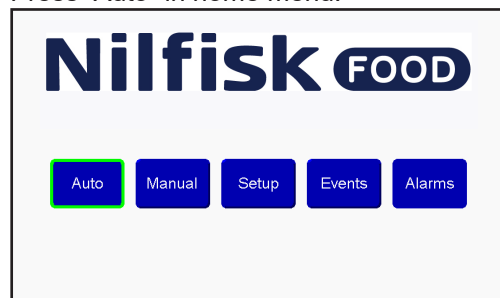 Press "Auto" in home menu.
Nilfisk FOOD
Auto Manual Setup Events Alarms